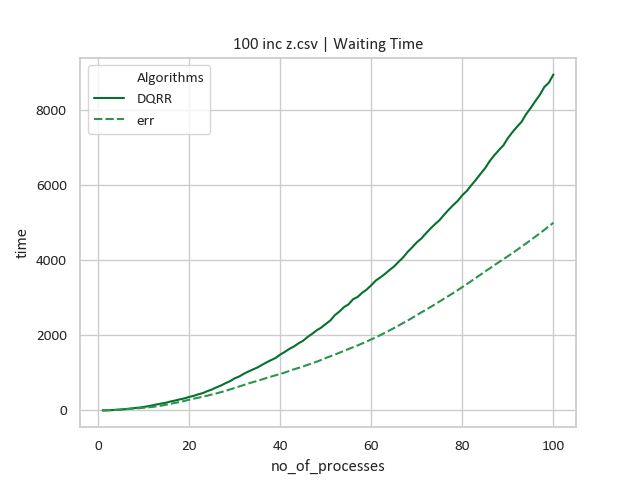 100 inc z.csv | Waiting Time
Algorithms
DQRR
err
8000
6000
4000
2000
0
time
0 20 40 60 80 100
no_of_processes